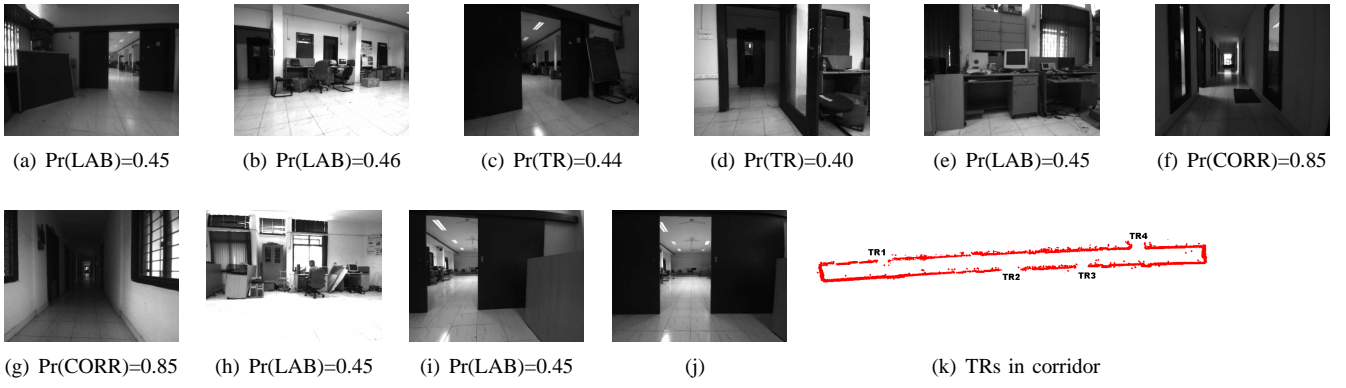 (a) Pr(LAB)=0.45
(b) Pr(LAB)=0.46
(c) Pr(TR)=0.44
(d) Pr(TR)=0.40
(e) Pr(LAB)=0.45
(f) Pr(CORR)=0.85
TR1
TR4
TR2
TR3
(g) Pr(CORR)=0.85
(h) Pr(LAB)=0.45
(i) Pr(LAB)=0.45
(j)
(k) TRs in corridor